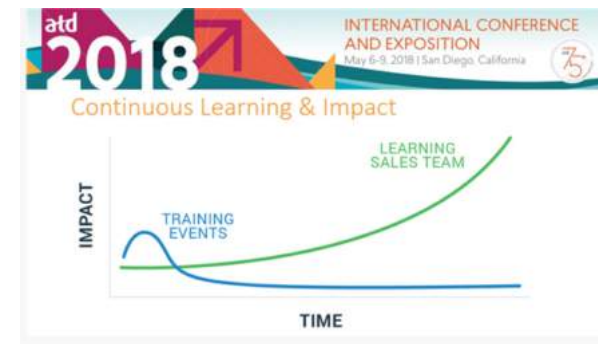 atd
2018
INTERNATIONAL CONFERENCE
AND EXPOSITION
May 6-9, 2018 | San Diego, California
75
Continuous Learning & Impact
LEARNING
SALES TEAM
TRAINING
EVENTS
IMPACT
TIME